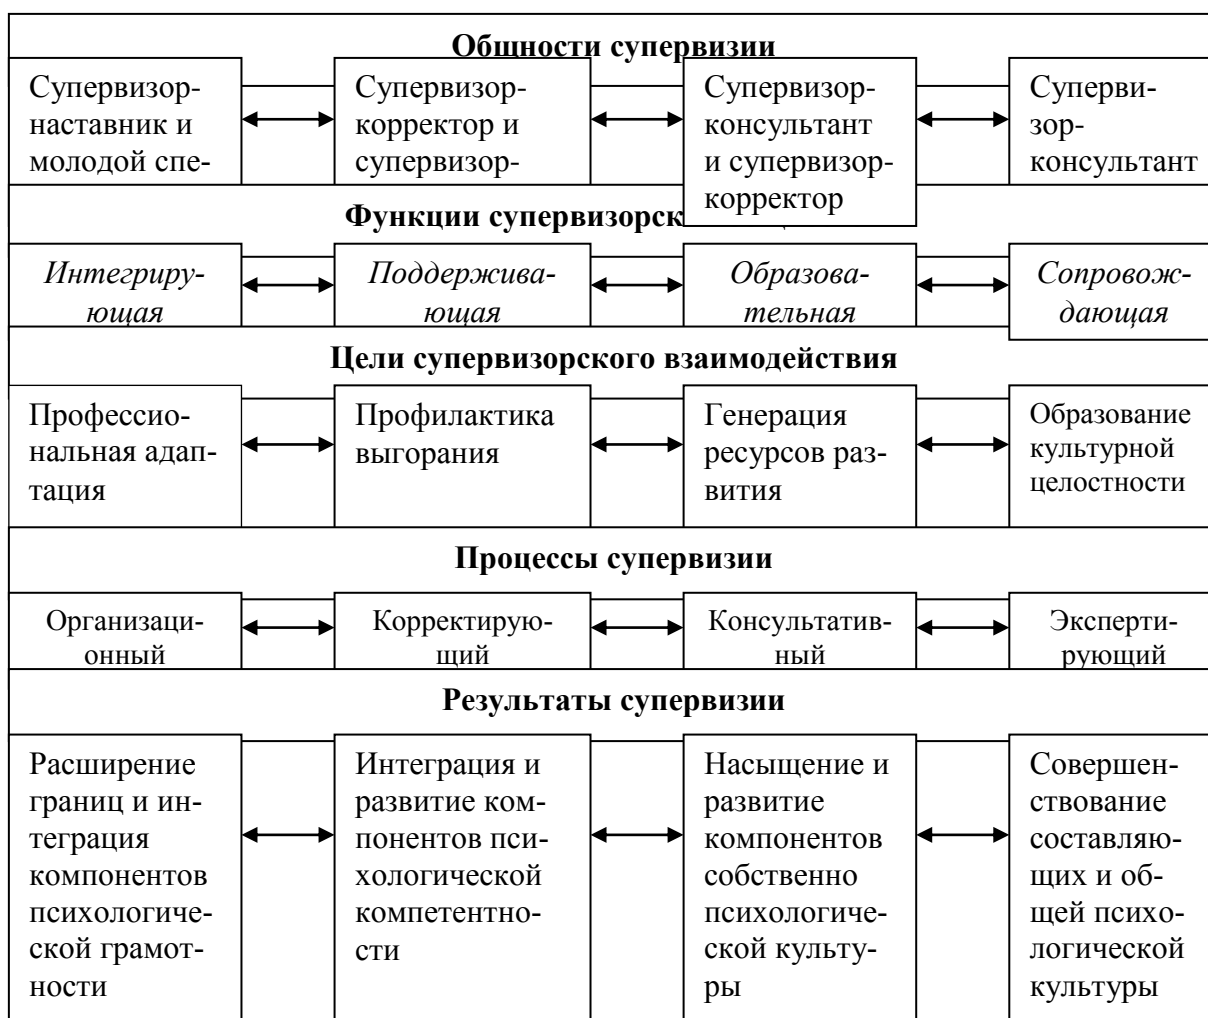 Общности супервизии
Супервизор-
наставник и
молодой спе-
Супервизор-
корректор и
супервизор-
Супервизор-
консультант
и супервизор-
корректор
Суперви-
зор-
консультант
Функции супервизорск
Интегриру-
ющая
Поддержива-
ющая
Образова-
тельная
Сопровож-
дающая
Цели супервизорского взаимодействия
Профессио-
нальная адап-
тация
Профилактика
выгорания
Генерация
ресурсов раз-
вития
Образование
культурной
целостности
Процессы супервизии
Организаци-
онный
Корректирую-
щий
Консультатив-
ный
Эксперти-
рующий
Результаты супервизии
Расширение
границ и ин-
теграция
компонентов
психологиче-
ской грамот-
ности
Интеграция и
развитие ком-
понентов пси-
хологической
компетентно-
сти
Насыщение и
развитие
компонентов
собственно
психологиче-
ской культу-
ры
Совершен-
ствование
составляю-
щих и об-
щей психо-
логической
культуры